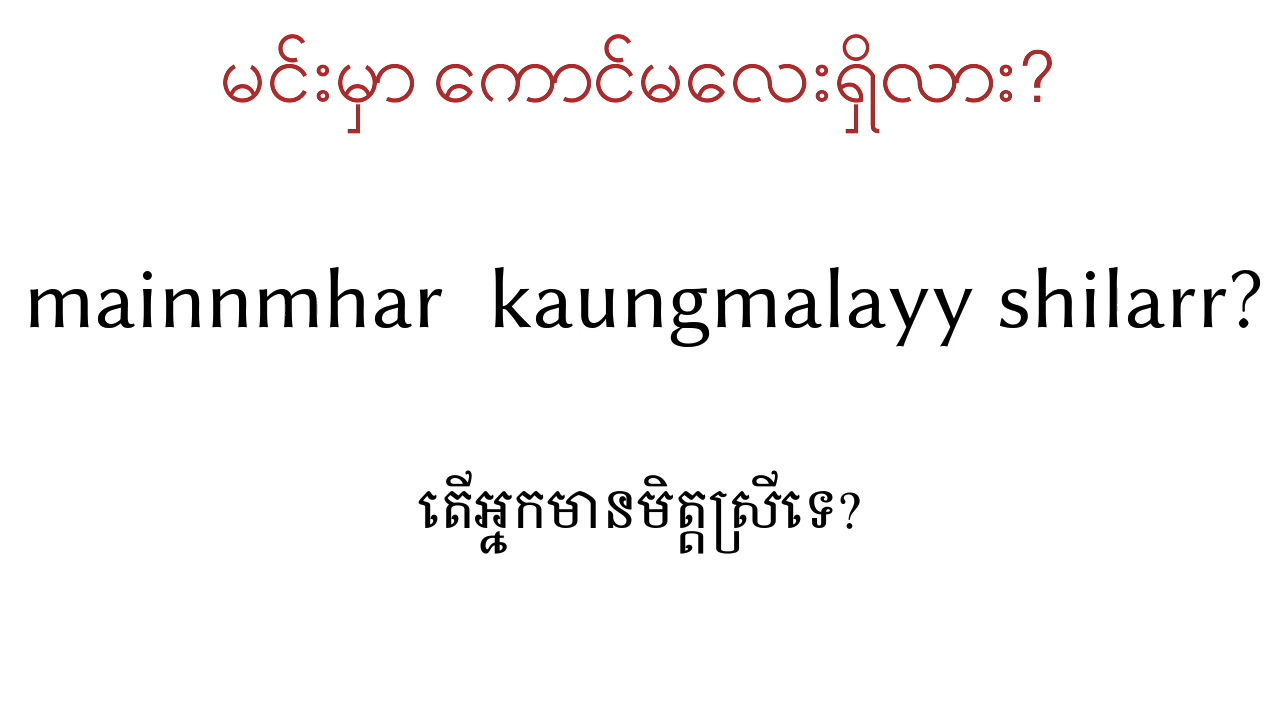 မင်းမှာ ကောင်မလေးရှိလား?
mainnmhar kaungmalayy shilarr?
តើអ្នកមានមិត្តស្រីទេ?